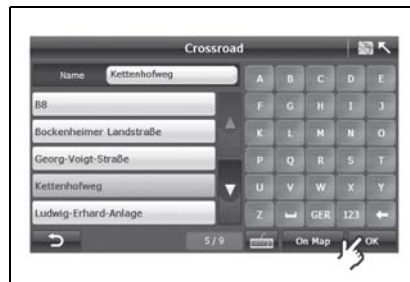 Crossroad
Name Kettenhofweg
A B C D E
B8
F G H I J
Bockenheimer Landstraße
K L M N O
Georg-Voigt-Straße
P Q R S T
Kettenhofweg
U V W X Y
Ludwig-Erhard-Anlage
Z GER 123
5/9 On Map OK